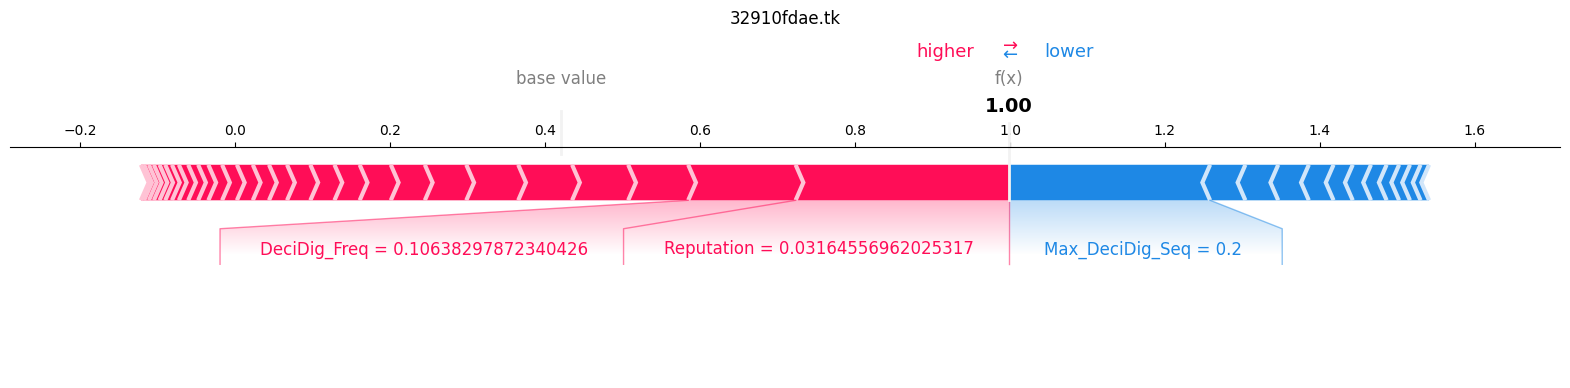 32910fdae.tk
higher → ← lower
base value f(x)
1.00
−0.2 0.0 0.2 0.4 0.6 0.8 1.0 1.2 1.4 1.6
DeciDig_Freq = 0.10638297872340426 Reputation = 0.03164556962025317 Max_DeciDig_Seq = 0.2